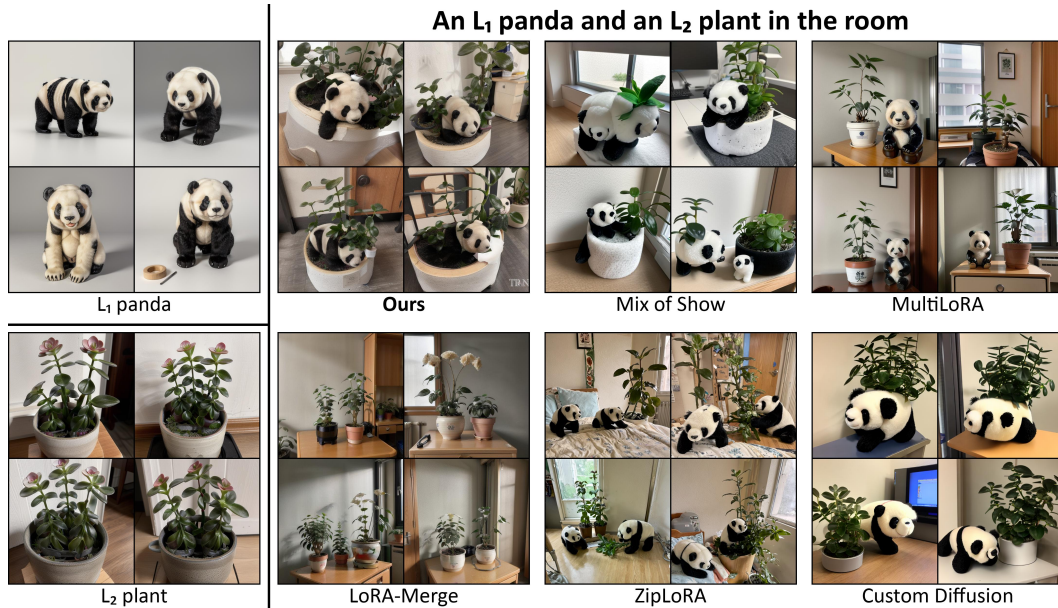 An L₁ panda and an L₂ plant in the room
L₁ panda
Ours
Mix of Show
MultiLoRA
L₂ plant
LoRA-Merge
ZipLoRA
Custom Diffusion